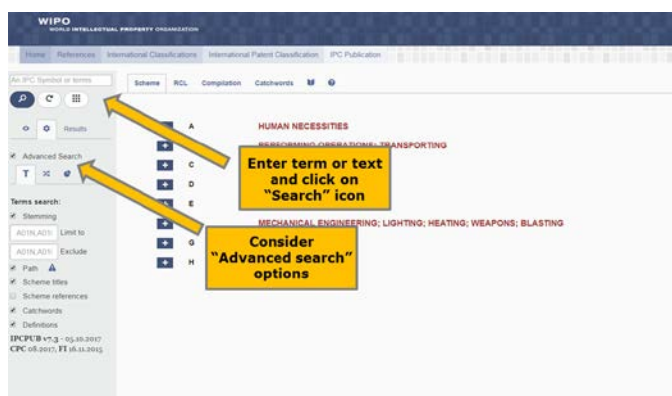 WIPO
WORLD INTELLECTUAL PROPERTY ORGANIZATION
Home References International Classifications International Patent Classification IPC Publication
An IPC Symbol or terms
Scheme RCL Compilation Catchwords
A HUMAN NECESSITIES
PERFORMING OPERATIONS; TRANSPORTING
C
D
E
MECHANICAL ENGINEERING; LIGHTING; HEATING; WEAPONS; BLASTING
G
H
Results
Advanced Search
T
Terms search:
Stemming
A01N,A01 Limit to
A01N,A01 Exclude
Path
Scheme titles
Scheme references
Catchwords
Definitions
IPCPUB v7.3 - 05.10.2017
CPC 08.2017, FI 16.11.2015
Enter term or text
and click on
"Search" icon
Consider
"Advanced search"
options